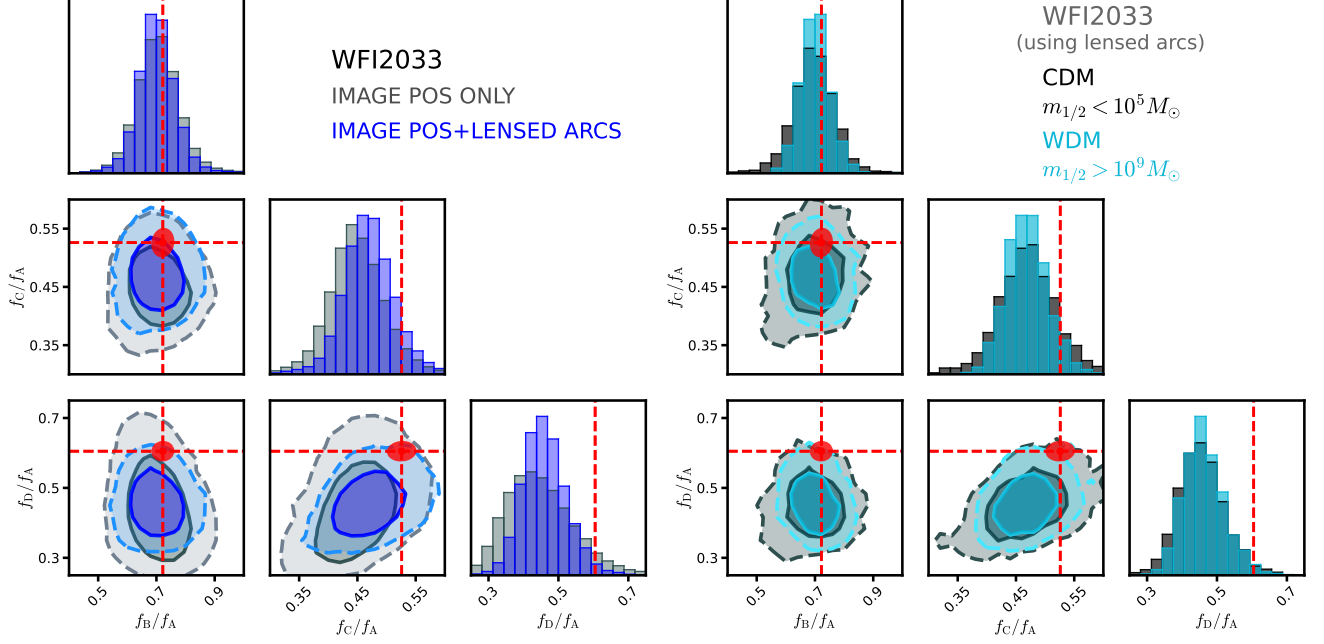 WFI2033
IMAGE POS ONLY
IMAGE POS+LENSED ARCS
0.55
0.45
0.35
f_C/f_A
0.7
0.5
0.3
f_D/f_A
0.5 0.7 0.9
f_B/f_A
0.35 0.45 0.55
f_C/f_A
0.3 0.5 0.7
f_D/f_A
WFI2033
(using lensed arcs)
CDM
m_{1/2} < 10^5 M_⊙
WDM
m_{1/2} > 10^9 M_⊙
0.55
0.45
0.35
f_C/f_A
0.7
0.5
0.3
f_D/f_A
0.5 0.7 0.9
f_B/f_A
0.35 0.45 0.55
f_C/f_A
0.3 0.5 0.7
f_D/f_A